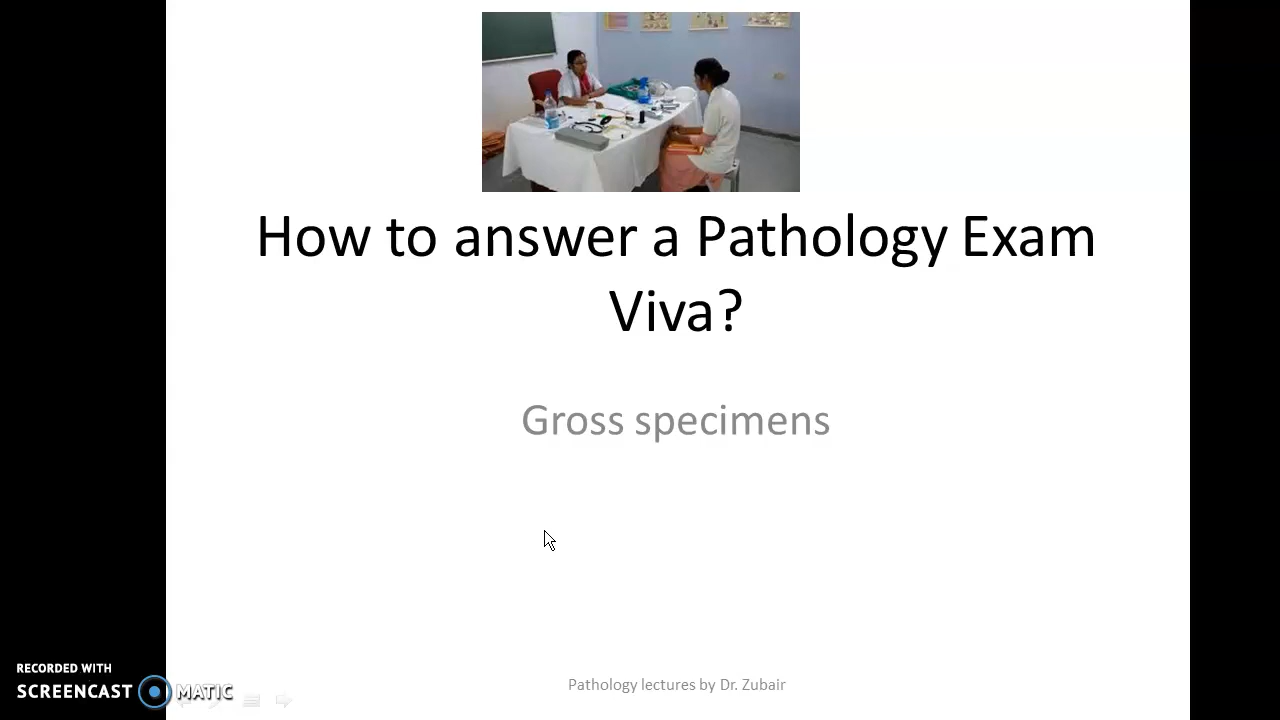 How to answer a Pathology Exam
Viva?
Gross specimens
Pathology lectures by Dr. Zubair
RECORDED WITH
SCREENCAST MATIC